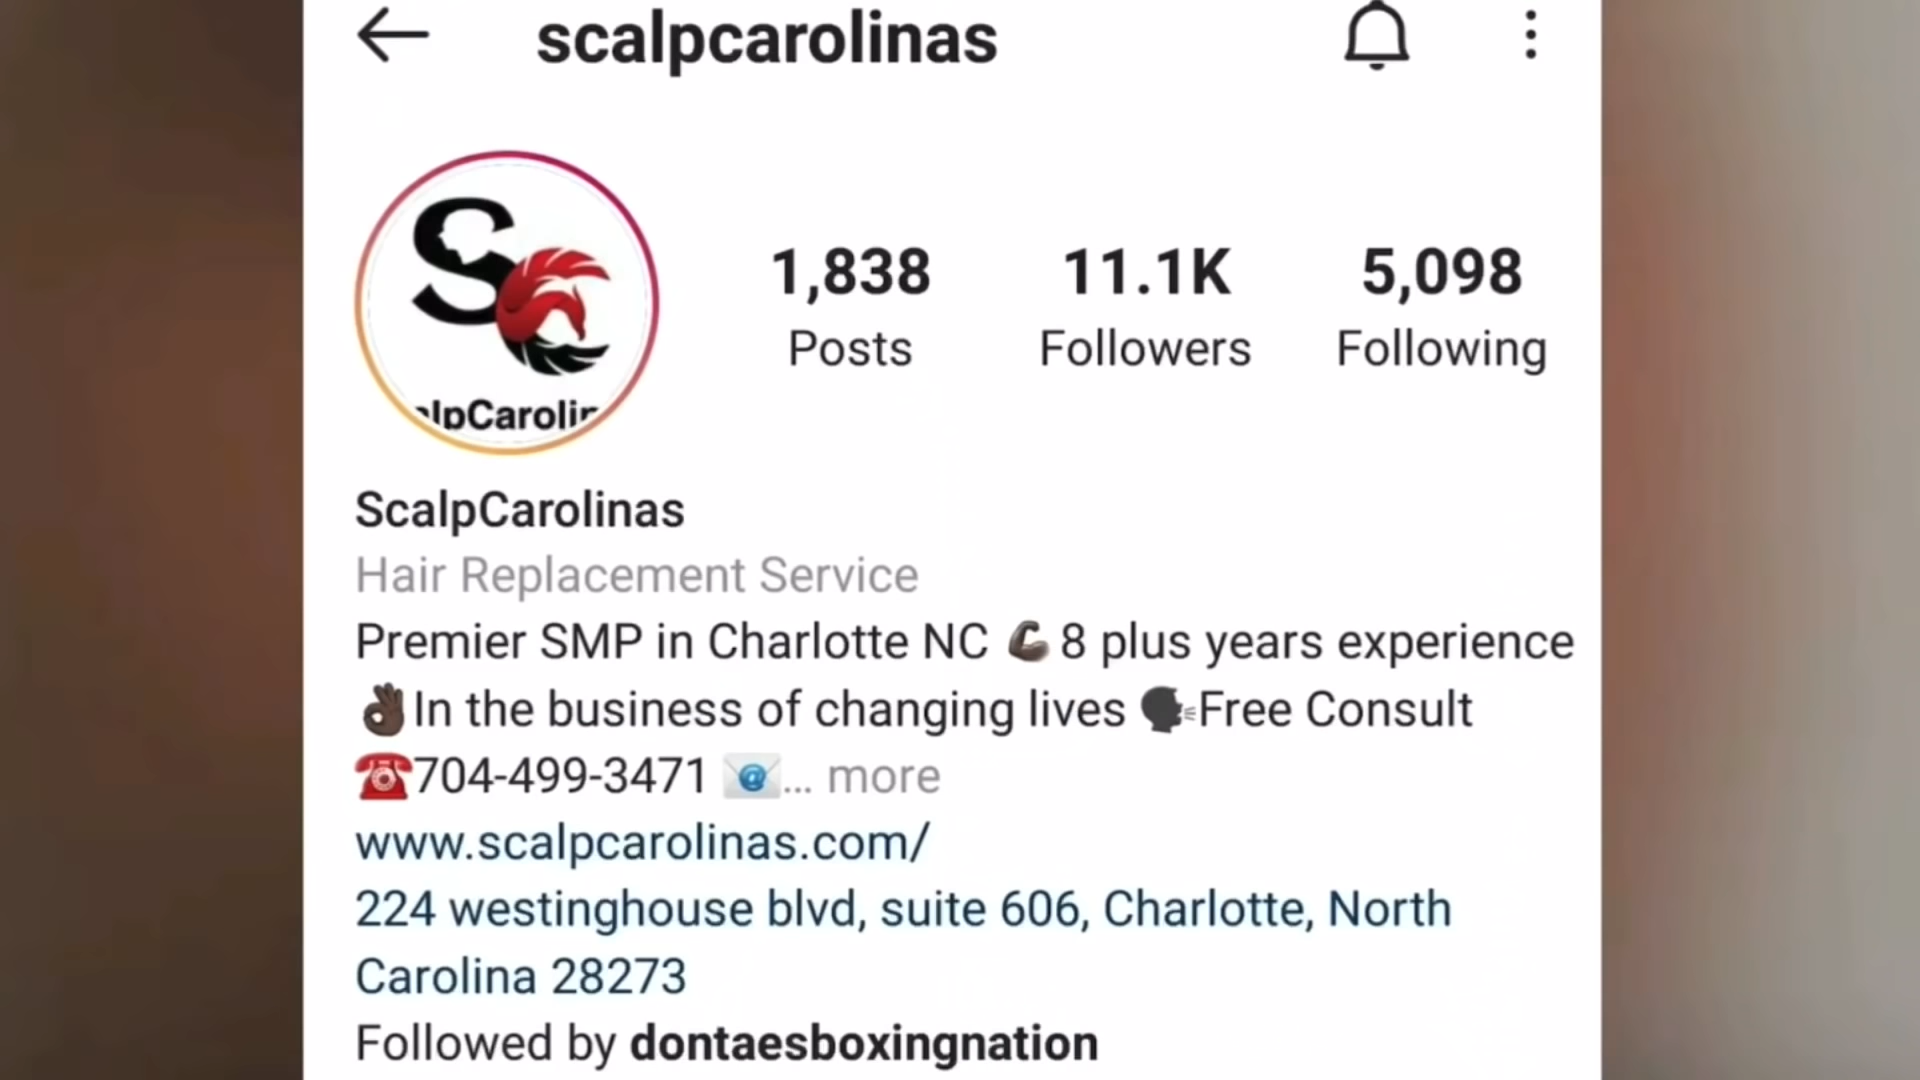 scalpcarolinas
1,838 11.1K 5,098
Posts Followers Following
lpCarolin
ScalpCarolinas
Hair Replacement Service
Premier SMP in Charlotte NC 💪🏿 8 plus years experience
👌🏿In the business of changing lives 🗣Free Consult
☎️704-499-3471 📧... more
www.scalpcarolinas.com/
224 westinghouse blvd, suite 606, Charlotte, North
Carolina 28273
Followed by dontaesboxingnation